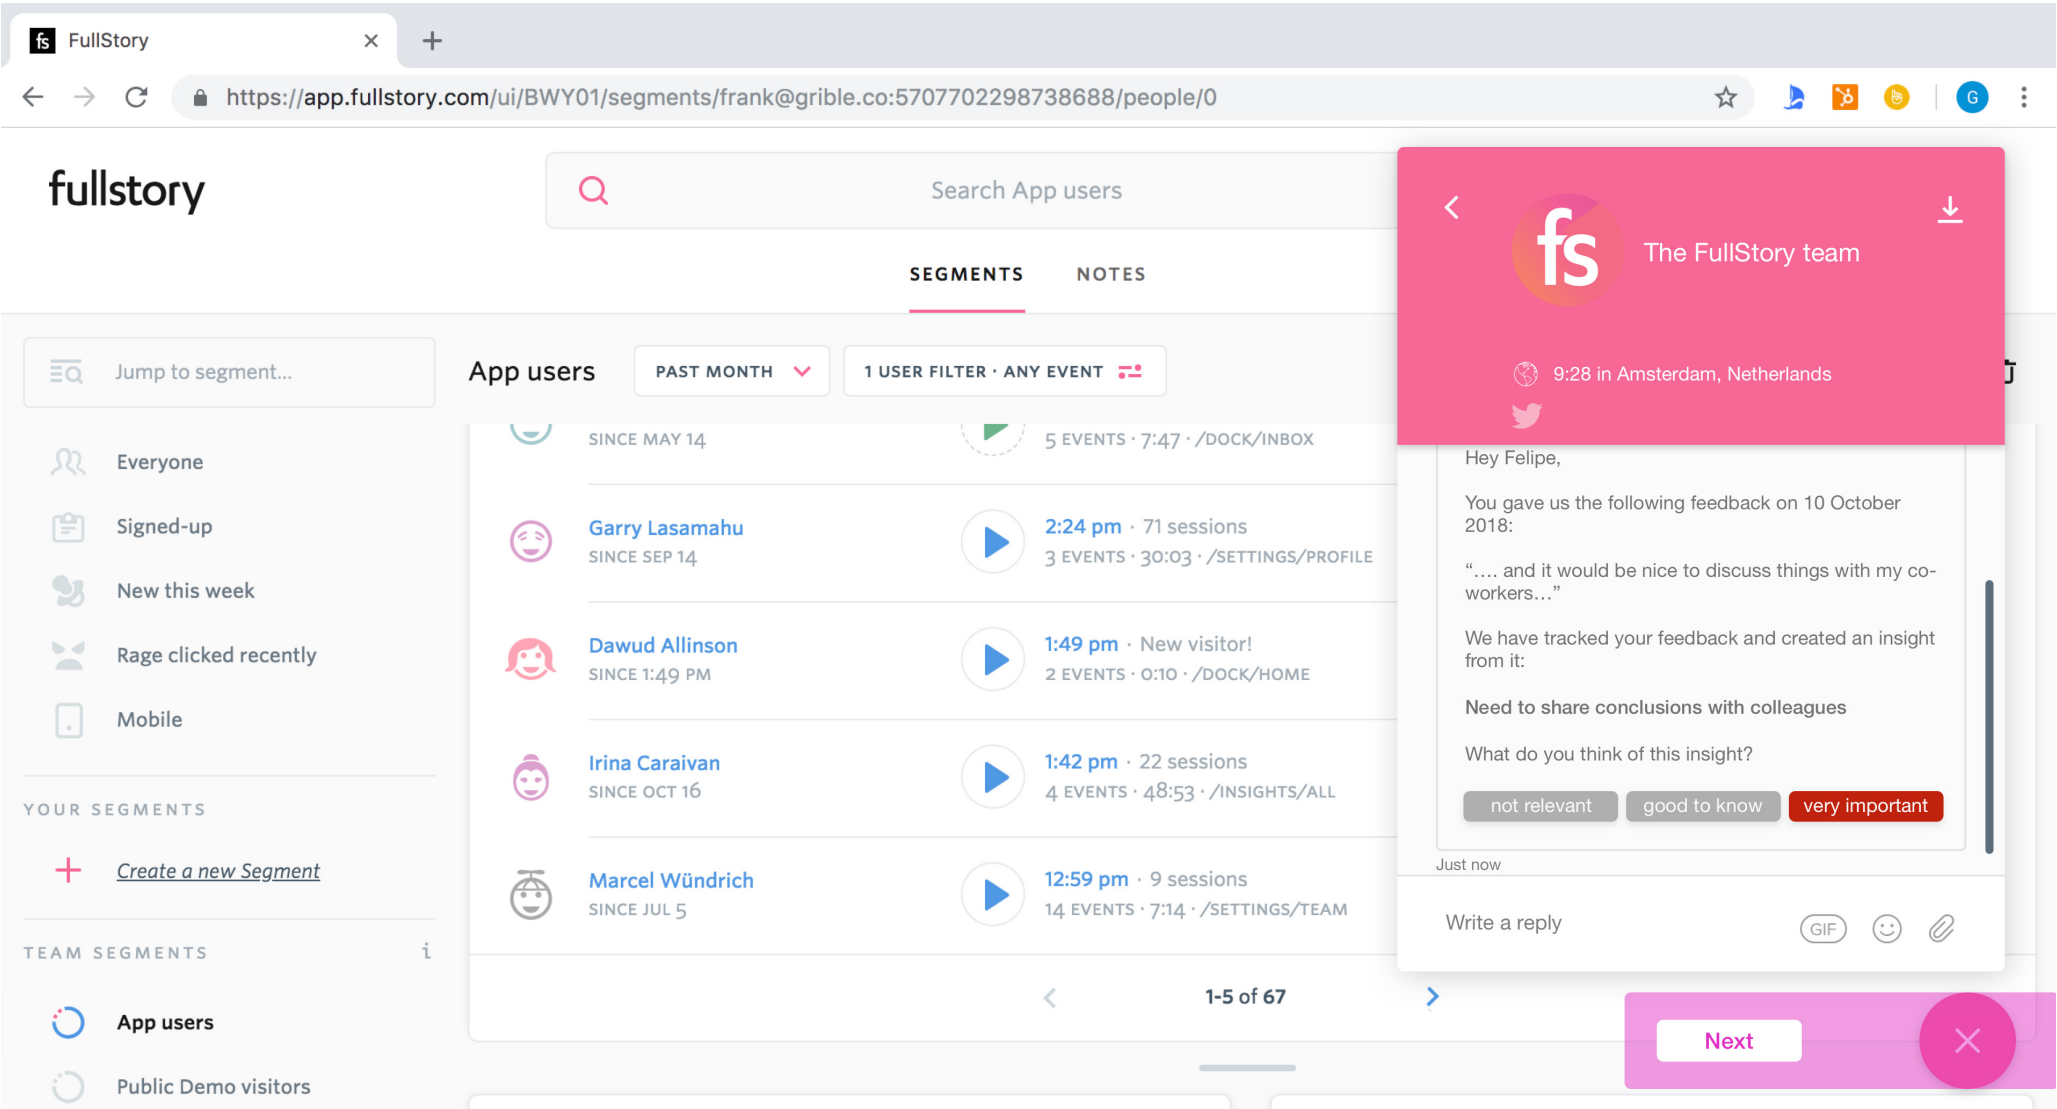 fs FullStory
https://app.fullstory.com/ui/BWY01/segments/frank@grible.co:5707702298738688/people/0
G
fullstory
Search App users
SEGMENTS NOTES
Jump to segment...
Everyone
Signed-up
New this week
Rage clicked recently
Mobile
YOUR SEGMENTS
Create a new Segment
TEAM SEGMENTS i
App users
Public Demo visitors
App users PAST MONTH 1 USER FILTER · ANY EVENT
SINCE MAY 14 5 EVENTS · 7:47 · /DOCK/INBOX
Garry Lasamahu 2:24 pm · 71 sessions
SINCE SEP 14 3 EVENTS · 30:03 · /SETTINGS/PROFILE
Dawud Allinson 1:49 pm · New visitor!
SINCE 1:49 PM 2 EVENTS · 0:10 · /DOCK/HOME
Irina Caraivan 1:42 pm · 22 sessions
SINCE OCT 16 4 EVENTS · 48:53 · /INSIGHTS/ALL
Marcel Wündrich 12:59 pm · 9 sessions
SINCE JUL 5 14 EVENTS · 7:14 · /SETTINGS/TEAM
1-5 of 67
fs The FullStory team
9:28 in Amsterdam, Netherlands
Hey Felipe,
You gave us the following feedback on 10 October
2018:
“…. and it would be nice to discuss things with my co-
workers…”
We have tracked your feedback and created an insight
from it:
Need to share conclusions with colleagues
What do you think of this insight?
not relevant good to know very important
Just now
Write a reply GIF
Next